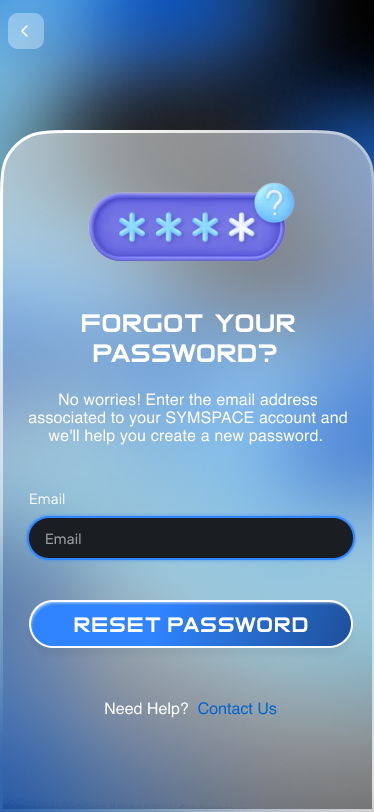 FORGOT YOUR
PASSWORD?
No worries! Enter the email address
associated to your SYMSPACE account and
we'll help you create a new password.
Email
Email
RESET PASSWORD
Need Help? Contact Us